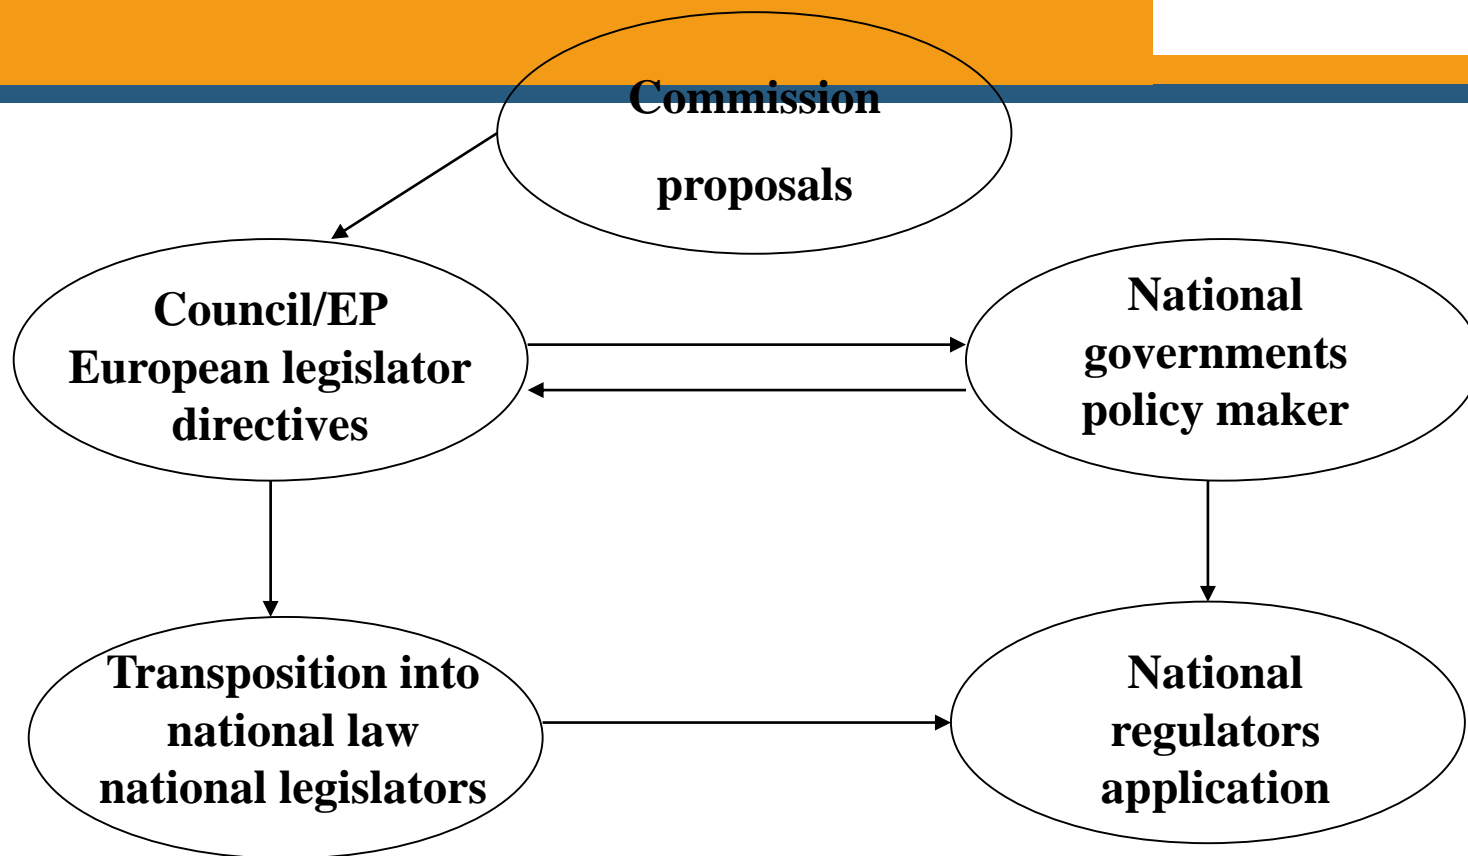 Commission
proposals
Council/EP
European legislator
directives
National
governments
policy maker
Transposition into
national law
national legislators
National
regulators
application